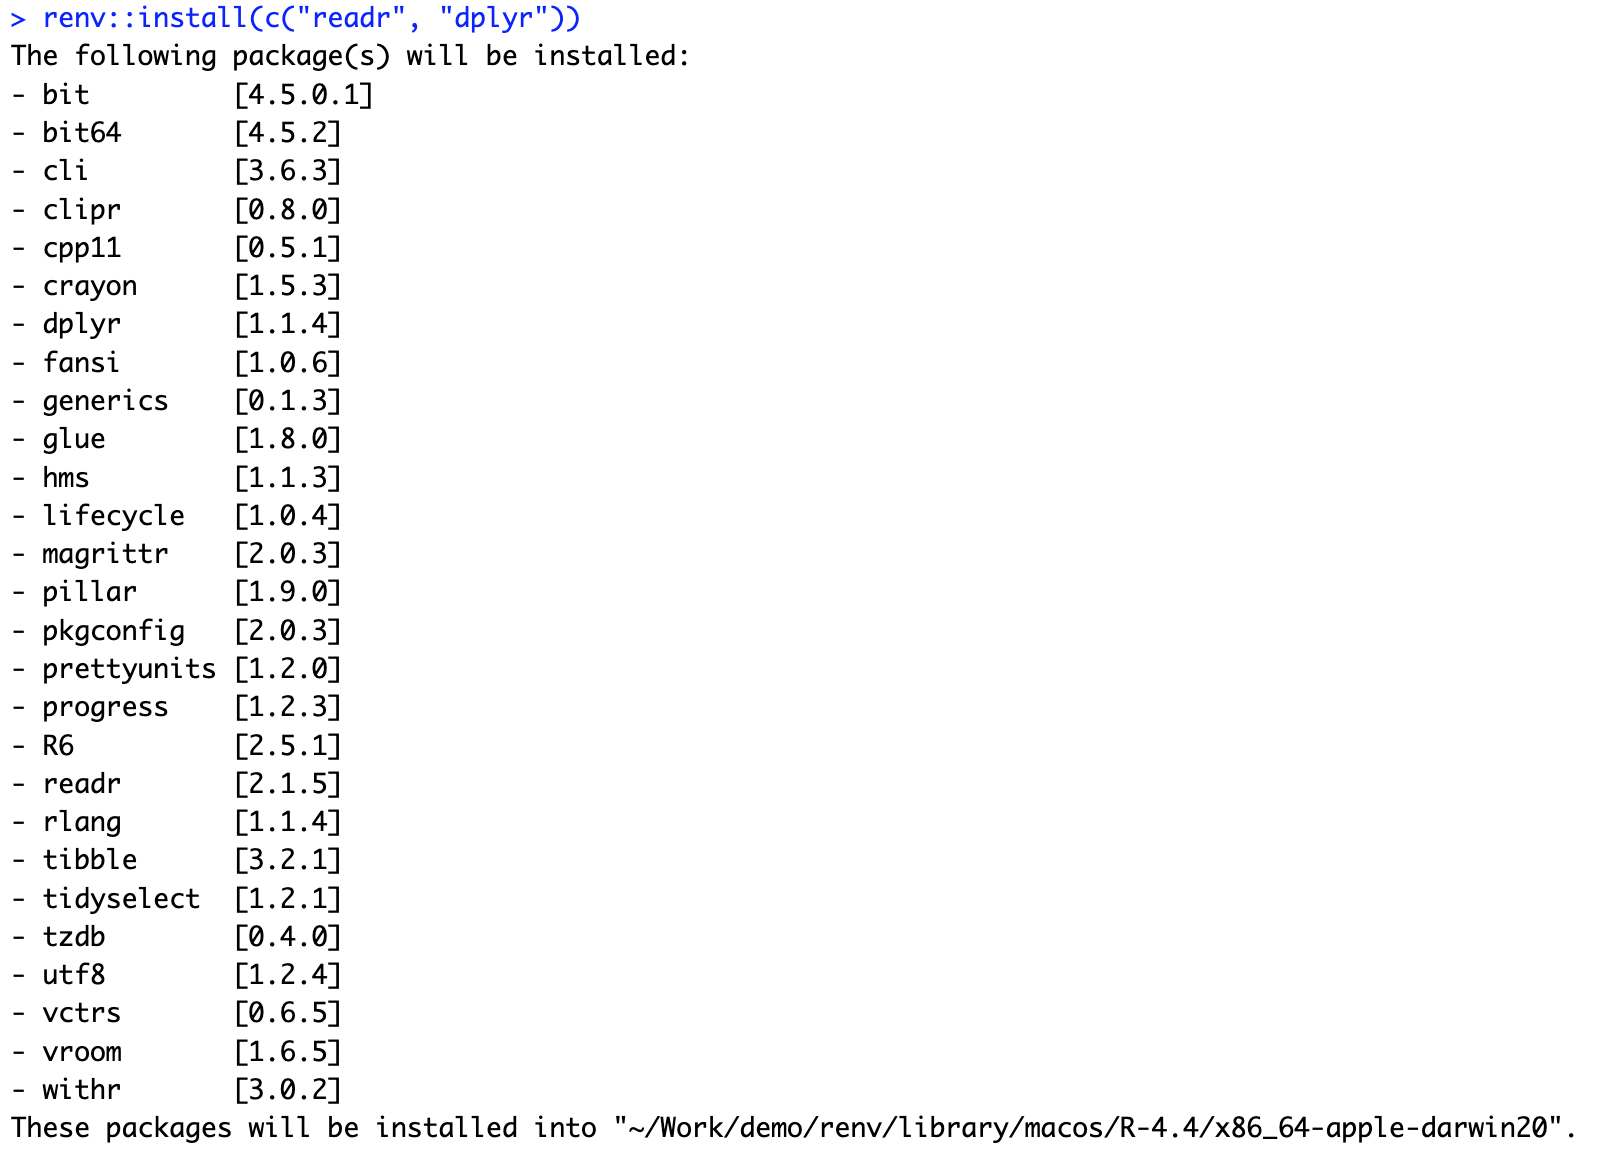 > renv::install(c("readr", "dplyr"))
The following package(s) will be installed:
- bit         [4.5.0.1]
- bit64       [4.5.2]
- cli         [3.6.3]
- clipr       [0.8.0]
- cpp11       [0.5.1]
- crayon      [1.5.3]
- dplyr       [1.1.4]
- fansi       [1.0.6]
- generics    [0.1.3]
- glue        [1.8.0]
- hms         [1.1.3]
- lifecycle   [1.0.4]
- magrittr    [2.0.3]
- pillar      [1.9.0]
- pkgconfig   [2.0.3]
- prettyunits [1.2.0]
- progress    [1.2.3]
- R6          [2.5.1]
- readr       [2.1.5]
- rlang       [1.1.4]
- tibble      [3.2.1]
- tidyselect  [1.2.1]
- tzdb        [0.4.0]
- utf8        [1.2.4]
- vctrs       [0.6.5]
- vroom       [1.6.5]
- withr       [3.0.2]
These packages will be installed into "~/Work/demo/renv/library/macos/R-4.4/x86_64-apple-darwin20".